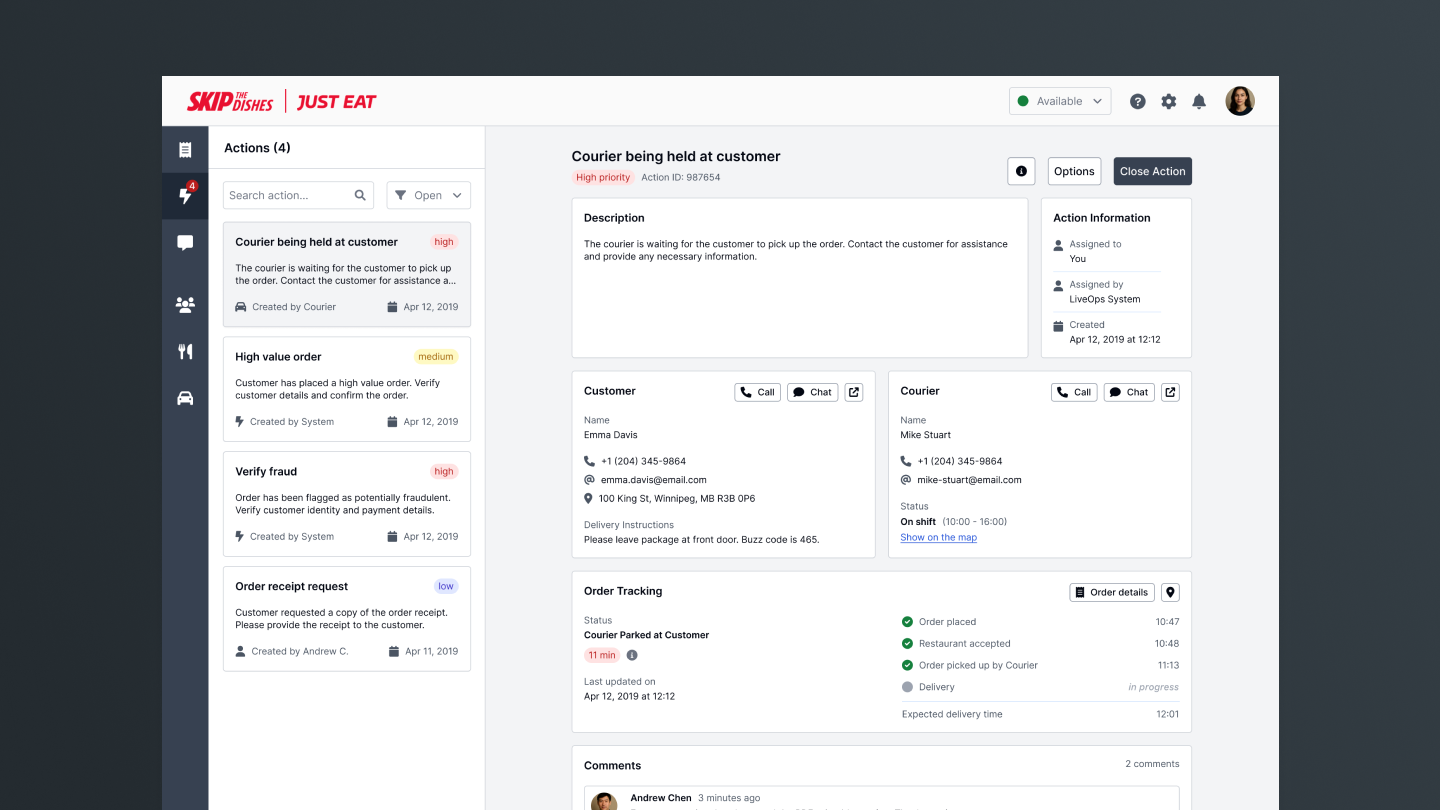 SKIP THE DISHES JUST EAT
Available
Actions (4)
4
Search action...
Open
Courier being held at customer
high
The courier is waiting for the customer to pick up
the order. Contact the customer for assistance a...
Created by Courier
Apr 12, 2019
High value order
medium
Customer has placed a high value order. Verify
customer details and confirm the order.
Created by System
Apr 12, 2019
Verify fraud
high
Order has been flagged as potentially fraudulent.
Verify customer identity and payment details.
Created by System
Apr 12, 2019
Order receipt request
low
Customer requested a copy of the order receipt.
Please provide the receipt to the customer.
Created by Andrew C.
Apr 11, 2019
Courier being held at customer
High priority
Action ID: 987654
Options
Close Action
Description
The courier is waiting for the customer to pick up the order. Contact the customer for assistance
and provide any necessary information.
Action Information
Assigned to
You
Assigned by
LiveOps System
Created
Apr 12, 2019 at 12:12
Customer
Call
Chat
Name
Emma Davis
+1 (204) 345-9864
emma.davis@email.com
100 King St, Winnipeg, MB R3B 0P6
Delivery Instructions
Please leave package at front door. Buzz code is 465.
Courier
Call
Chat
Name
Mike Stuart
+1 (204) 345-9864
mike-stuart@email.com
Status
On shift (10:00 - 16:00)
Show on the map
Order Tracking
Order details
Status
Courier Parked at Customer
11 min
Last updated on
Apr 12, 2019 at 12:12
Order placed 10:47
Restaurant accepted 10:48
Order picked up by Courier 11:13
Delivery in progress
Expected delivery time 12:01
Comments
2 comments
Andrew Chen 3 minutes ago